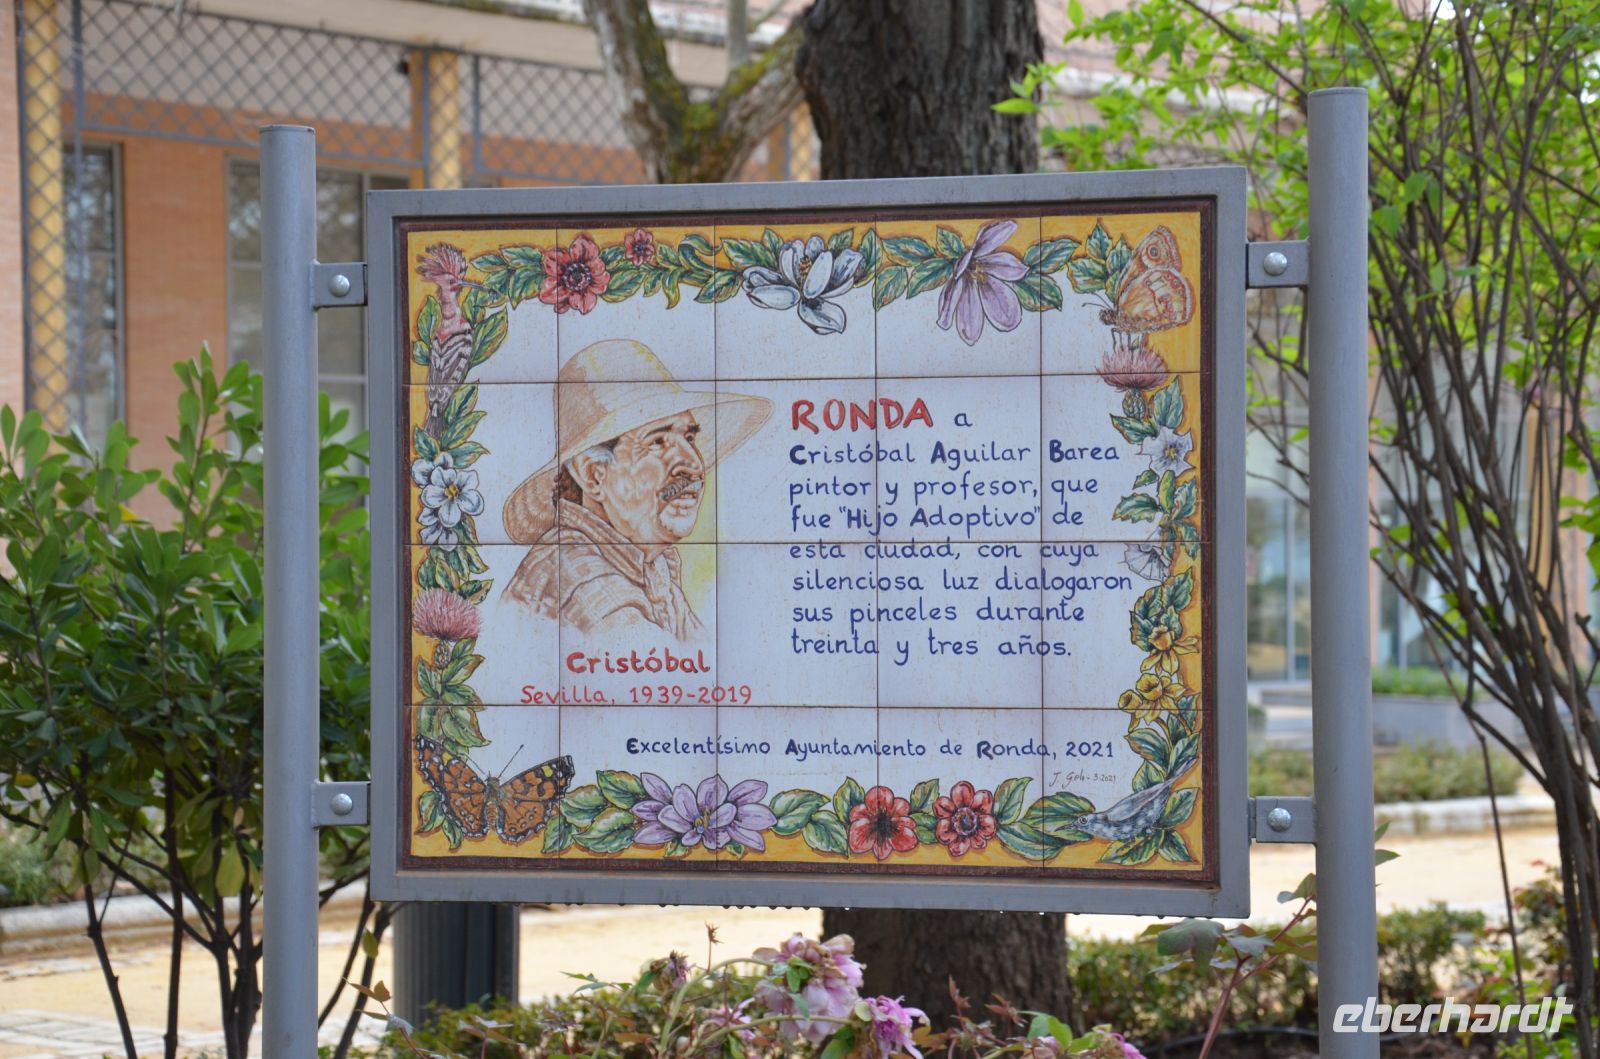 RONDA a
Cristóbal Aguilar Barea
pintor y profesor, que
fue "Hijo Adoptivo" de
esta ciudad, con cuya
silenciosa luz dialogaron
sus pinceles durante
treinta y tres años.
Cristóbal
Sevilla, 1939-2019
Excelentísimo Ayuntamiento de Ronda, 2021
eberhardt